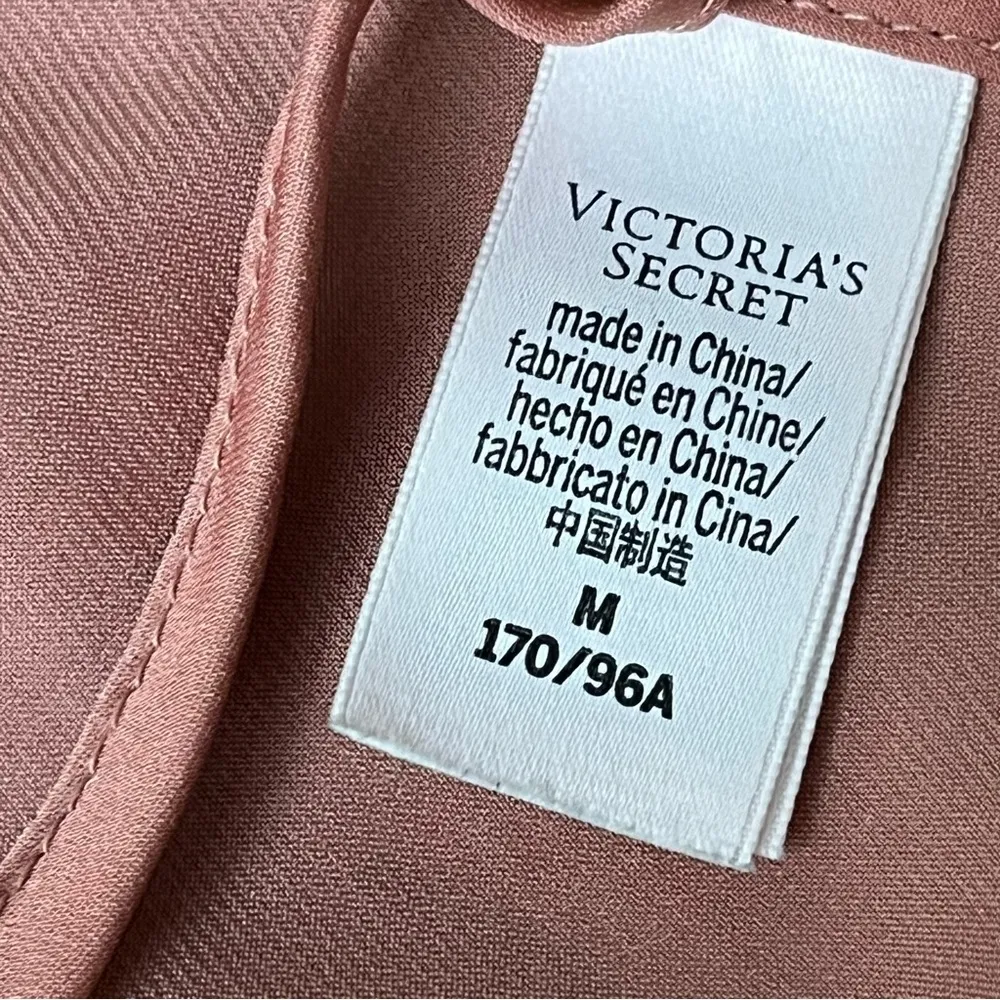 VICTORIA'S
SECRET
made in China/
fabriqué en Chine/
hecho en China/
fabbricato in Cina/
中国制造
M
170/96A